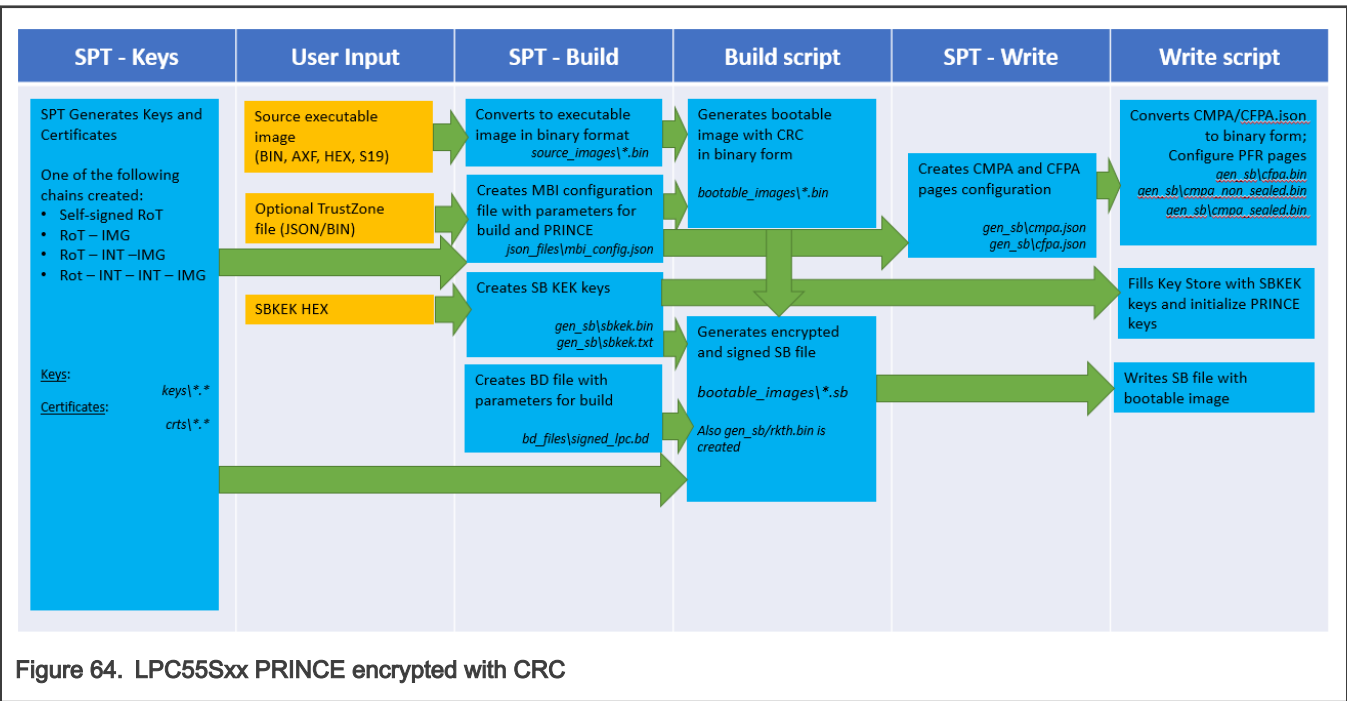 SPT - Keys
User Input
SPT - Build
Build script
SPT - Write
Write script
SPT Generates Keys and
Certificates
One of the following
chains created:
• Self-signed RoT
• RoT – IMG
• RoT – INT –IMG
• Rot – INT – INT – IMG
Keys:
keys\*.*
Certificates:
crts\*.*
Source executable
image
(BIN, AXF, HEX, S19)
Optional TrustZone
file (JSON/BIN)
SBKEK HEX
Converts to executable
image in binary format
source_images\*.bin
Creates MBI configuration
file with parameters for
build and PRINCE
json_files\mbi_config.json
Creates SB KEK keys
gen_sb\sbkek.bin
gen_sb\sbkek.txt
Creates BD file with
parameters for build
bd_files\signed_lpc.bd
Generates bootable
image with CRC
in binary form
bootable_images\*.bin
Generates encrypted
and signed SB file
bootable_images\*.sb
Also gen_sb/rkth.bin is
created
Creates CMPA and CFPA
pages configuration
gen_sb\cmpa.json
gen_sb\cfpa.json
Converts CMPA/CFPA.json
to binary form;
Configure PFR pages
gen_sb\cfpa.bin
gen_sb\cmpa_non_sealed.bin
gen_sb\cmpa_sealed.bin
Fills Key Store with SBKEK
keys and initialize PRINCE
keys
Writes SB file with
bootable image
Figure 64. LPC55Sxx PRINCE encrypted with CRC